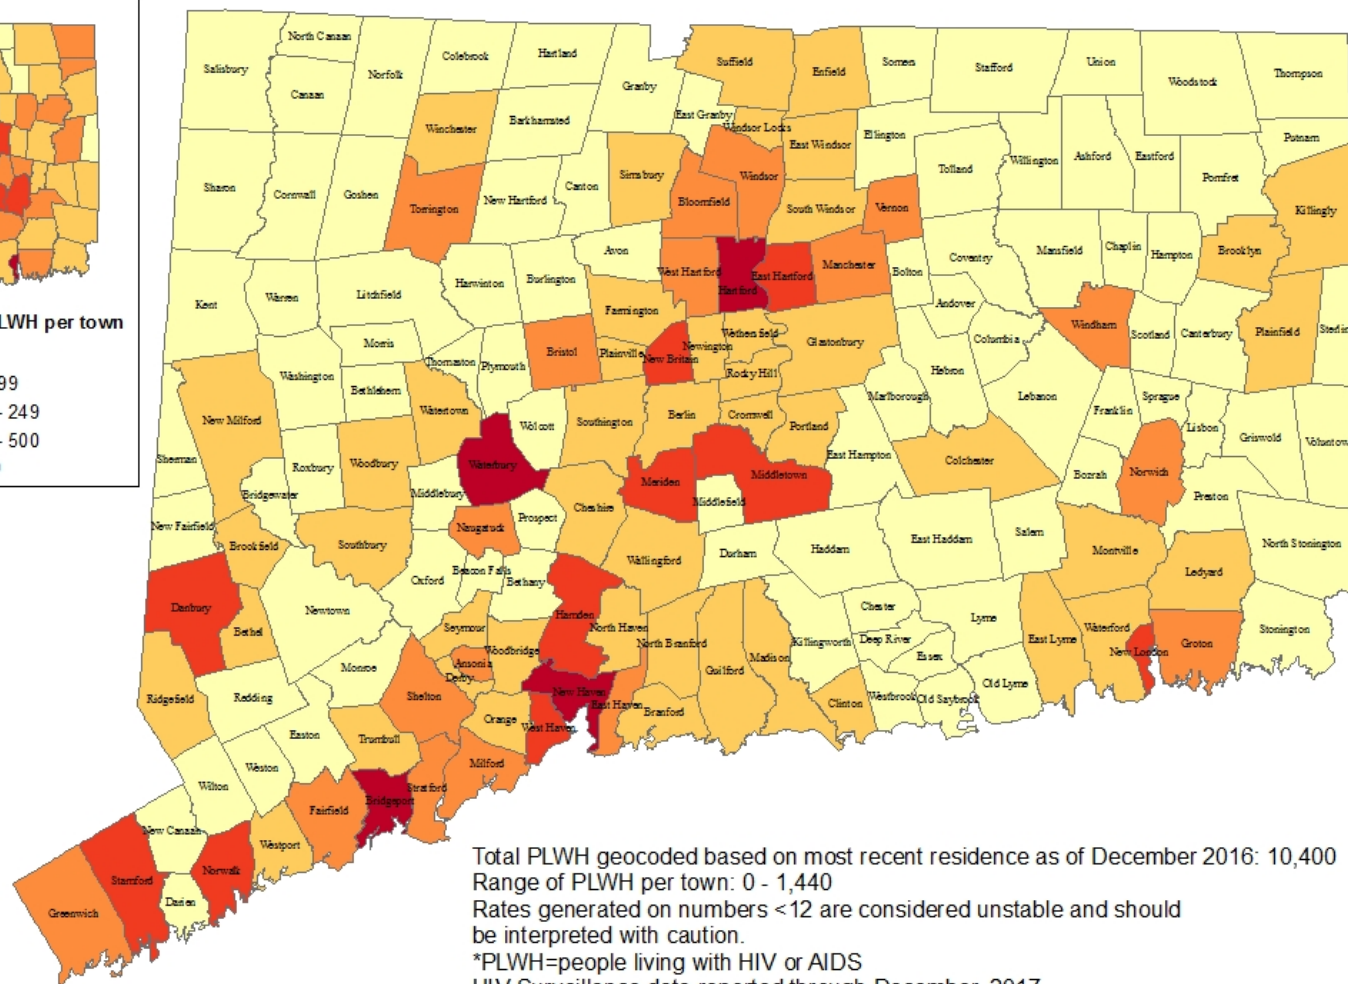 North Canaan
Colebrook
Hartland
Salisbury
Canaan
Norfolk
Granby
Suffield
Enfield
Somers
Stafford
Union
Woodstock
Thompson
Winchester
Barkhamsted
East Granby
Windsor Locks
East Windsor
Ellington
Tolland
Willington
Ashford
Eastford
Pomfret
Putnam
Sharon
Cornwall
Goshen
Torrington
New Hartford
Canton
Simsbury
Bloomfield
Windsor
South Windsor
Vernon
Killingly
Kent
Warren
Litchfield
Harwinton
Burlington
Avon
West Hartford
Hartford
East Hartford
Manchester
Bolton
Coventry
Andover
Mansfield
Chaplin
Hampton
Brooklyn
LWH per town
99
- 249
- 500
Morris
Thomaston
Plymouth
Bristol
Farmington
Plainville
New Britain
Newington
Wethersfield
Rocky Hill
Glastonbury
Hebron
Columbia
Windham
Scotland
Canterbury
Plainfield
Washington
Bethlehem
Watertown
Wolcott
Southington
Berlin
Cromwell
Portland
Marlborough
Lebanon
Franklin
Sprague
Lisbon
Griswold
New Milford
Sherman
Roxbury
Woodbury
Waterbury
Bridgewater
Middlebury
Cheshire
Meriden
Middletown
Middlefield
East Hampton
Colchester
Bozrah
Norwich
Preston
New Fairfield
Brookfield
Southbury
Naugatuck
Prospect
Wallingford
Durham
Haddam
East Haddam
Salem
Montville
Ledyard
North Stonington
Danbury
Bethel
Newtown
Oxford
Beacon Falls
Bethany
Hamden
North Haven
North Branford
Chester
Deep River
Essex
Lyme
East Lyme
Waterford
New London
Groton
Stonington
Ridgefield
Redding
Monroe
Seymour
Ansonia
Derby
Woodbridge
Guilford
Madison
Killingworth
Clinton
Westbrook
Old Saybrook
Old Lyme
Shelton
Orange
New Haven
West Haven
East Haven
Branford
Wilton
Weston
Easton
Trumbull
Bridgeport
Stratford
Milford
New Canaan
Norwalk
Westport
Fairfield
Greenwich
Stamford
Darien
Total PLWH geocoded based on most recent residence as of December 2016: 10,400
Range of PLWH per town: 0 - 1,440
Rates generated on numbers <12 are considered unstable and should
be interpreted with caution.
*PLWH=people living with HIV or AIDS
HIV Surveillance data reported through December, 2017